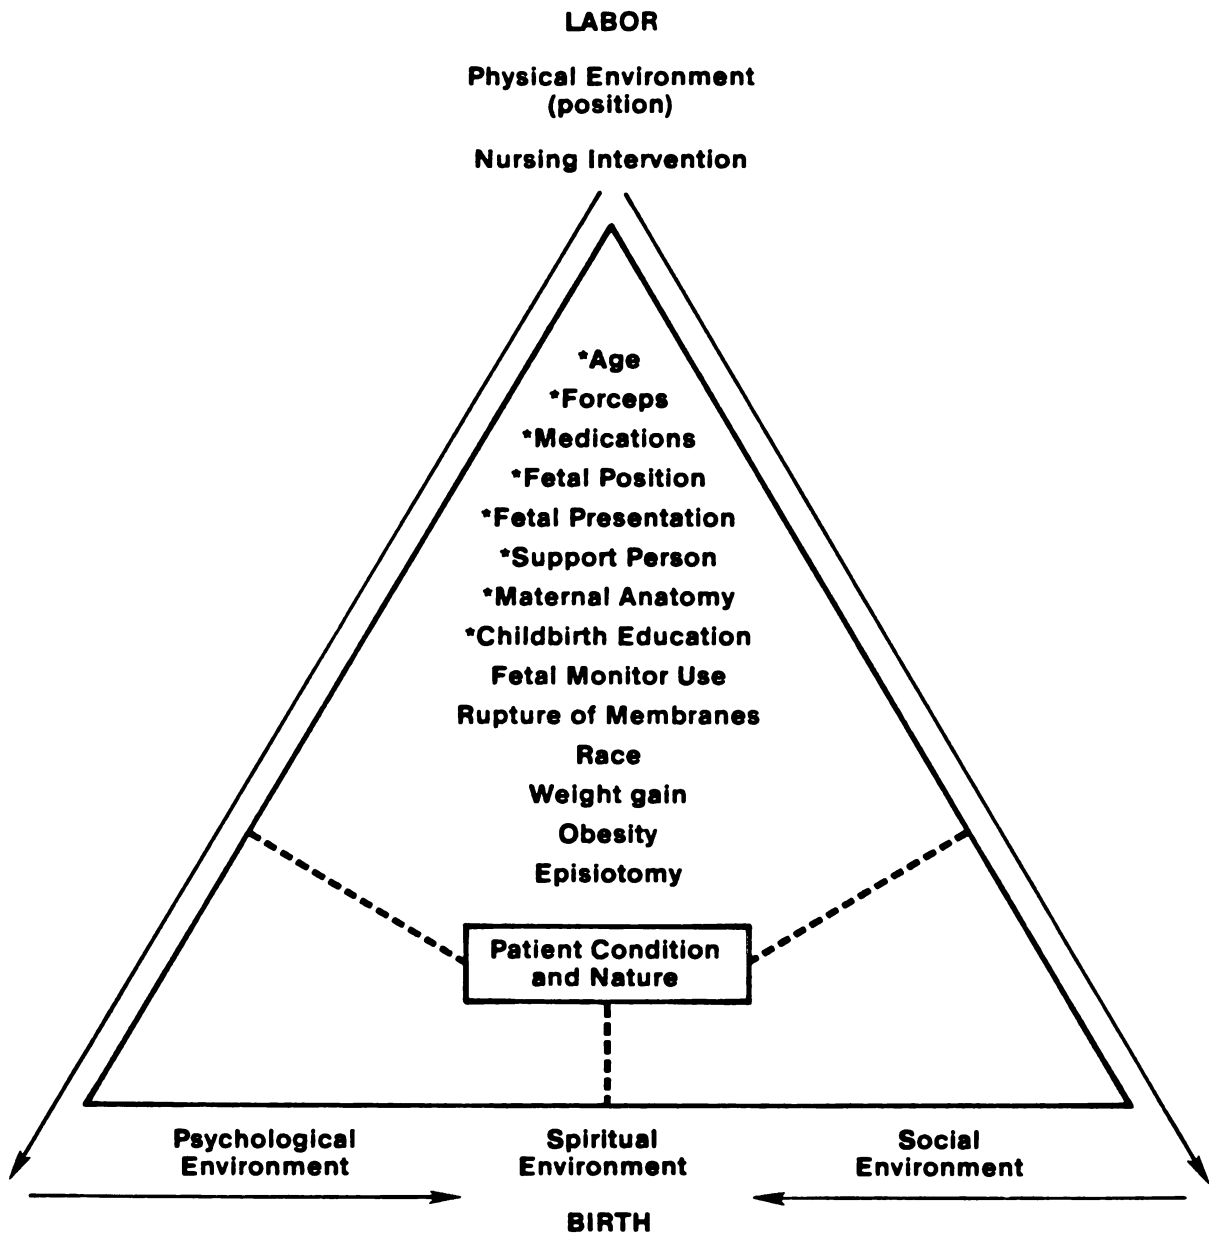 LABOR
Physical Environment
(position)
Nursing Intervention
*Age
*Forceps
*Medications
*Fetal Position
*Fetal Presentation
*Support Person
*Maternal Anatomy
*Childbirth Education
Fetal Monitor Use
Rupture of Membranes
Race
Weight gain
Obesity
Episiotomy
Patient Condition
and Nature
Psychological
Environment
Spiritual
Environment
Social
Environment
BIRTH